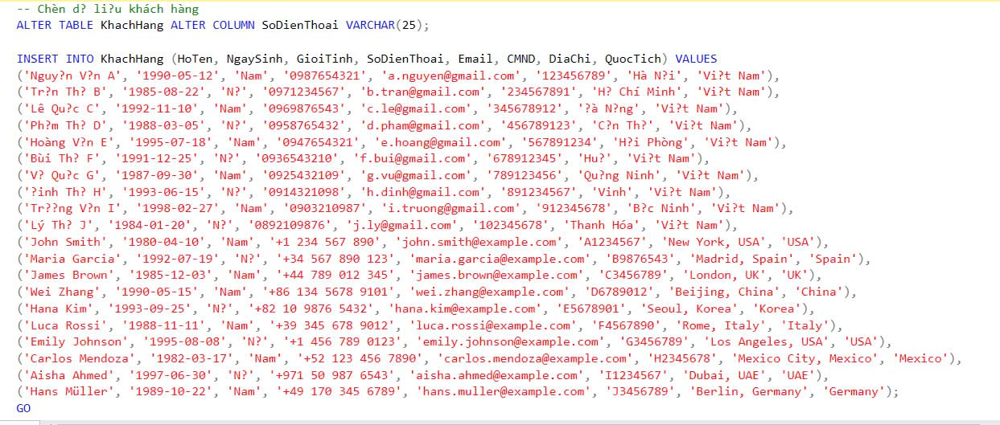 -- Chèn d? li?u khách hàng
ALTER TABLE KhachHang ALTER COLUMN SoDienThoai VARCHAR(25);
INSERT INTO KhachHang (HoTen, NgaySinh, GioiTinh, SoDienThoai, Email, CMND, DiaChi, QuocTich) VALUES
('Nguy?n V?n A', '1990-05-12', 'Nam', '0987654321', 'a.nguyen@gmail.com', '123456789', 'Hà N?i', 'Vi?t Nam'),
('Tr?n Th? B', '1985-08-22', 'N?', '0971234567', 'b.tran@gmail.com', '234567891', 'H? Chí Minh', 'Vi?t Nam'),
('Lê Qu?c C', '1992-11-10', 'Nam', '0969876543', 'c.le@gmail.com', '345678912', '?à N?ng', 'Vi?t Nam'),
('Ph?m Th? D', '1988-03-05', 'N?', '0958765432', 'd.pham@gmail.com', '456789123', 'C?n Th?', 'Vi?t Nam'),
('Hoàng V?n E', '1995-07-18', 'Nam', '0947654321', 'e.hoang@gmail.com', '567891234', 'H?i Phòng', 'Vi?t Nam'),
('Bùi Th? F', '1991-12-25', 'N?', '0936543210', 'f.bui@gmail.com', '678912345', 'Hu?', 'Vi?t Nam'),
('V? Qu?c G', '1987-09-30', 'Nam', '0925432109', 'g.vu@gmail.com', '789123456', 'Qu?ng Ninh', 'Vi?t Nam'),
('?inh Th? H', '1993-06-15', 'N?', '0914321098', 'h.dinh@gmail.com', '891234567', 'Vinh', 'Vi?t Nam'),
('Tr??ng V?n I', '1998-02-27', 'Nam', '0903210987', 'i.truong@gmail.com', '912345678', 'B?c Ninh', 'Vi?t Nam'),
('Lý Th? J', '1984-01-20', 'N?', '0892109876', 'j.ly@gmail.com', '102345678', 'Thanh Hóa', 'Vi?t Nam'),
('John Smith', '1980-04-10', 'Nam', '+1 234 567 890', 'john.smith@example.com', 'A1234567', 'New York, USA', 'USA'),
('Maria Garcia', '1992-07-19', 'N?', '+34 567 890 123', 'maria.garcia@example.com', 'B9876543', 'Madrid, Spain', 'Spain'),
('James Brown', '1985-12-03', 'Nam', '+44 789 012 345', 'james.brown@example.com', 'C3456789', 'London, UK', 'UK'),
('Wei Zhang', '1990-05-15', 'Nam', '+86 134 5678 9101', 'wei.zhang@example.com', 'D6789012', 'Beijing, China', 'China'),
('Hana Kim', '1993-09-25', 'N?', '+82 10 9876 5432', 'hana.kim@example.com', 'E5678901', 'Seoul, Korea', 'Korea'),
('Luca Rossi', '1988-11-11', 'Nam', '+39 345 678 9012', 'luca.rossi@example.com', 'F4567890', 'Rome, Italy', 'Italy'),
('Emily Johnson', '1995-08-08', 'N?', '+1 456 789 0123', 'emily.johnson@example.com', 'G3456789', 'Los Angeles, USA', 'USA'),
('Carlos Mendoza', '1982-03-17', 'Nam', '+52 123 456 7890', 'carlos.mendoza@example.com', 'H2345678', 'Mexico City, Mexico', 'Mexico'),
('Aisha Ahmed', '1997-06-30', 'N?', '+971 50 987 6543', 'aisha.ahmed@example.com', 'I1234567', 'Dubai, UAE', 'UAE'),
('Hans Müller', '1989-10-22', 'Nam', '+49 170 345 6789', 'hans.muller@example.com', 'J3456789', 'Berlin, Germany', 'Germany');
GO